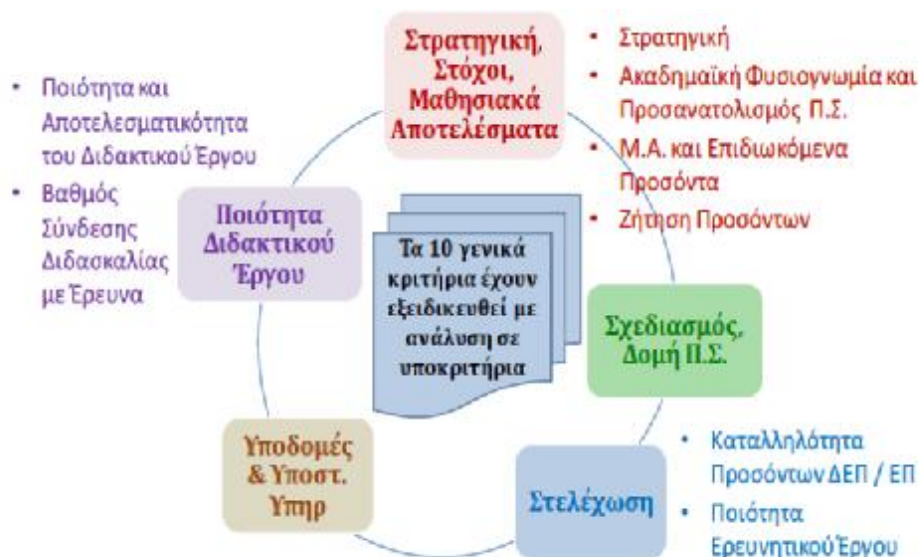 Στρατηγική,
Στόχοι,
Μαθησιακά
Αποτελέσματα
• Στρατηγική
• Ακαδημαϊκή Φυσιογνωμία και
Προσανατολισμός Π.Σ.
• Μ.Α. και Επιδιωκόμενα
Προσόντα
• Ζήτηση Προσόντων
• Ποιότητα και
Αποτελεσματικότητα
του Διδακτικού Έργου
• Βαθμός
Σύνδεσης
Διδασκαλίας
με Έρευνα
Ποιότητα
Διδακτικού
Έργου
Τα 10 γενικά
κριτήρια έχουν
εξειδικευθεί με
ανάλυση σε
υποκριτήρια
Σχεδιασμός,
Δομή Π.Σ.
Υποδομές
& Υποστ.
Υπηρ
Στελέχωση
• Καταλληλότητα
Προσόντων ΔΕΠ / ΕΠ
• Ποιότητα
Ερευνητικού Έργου